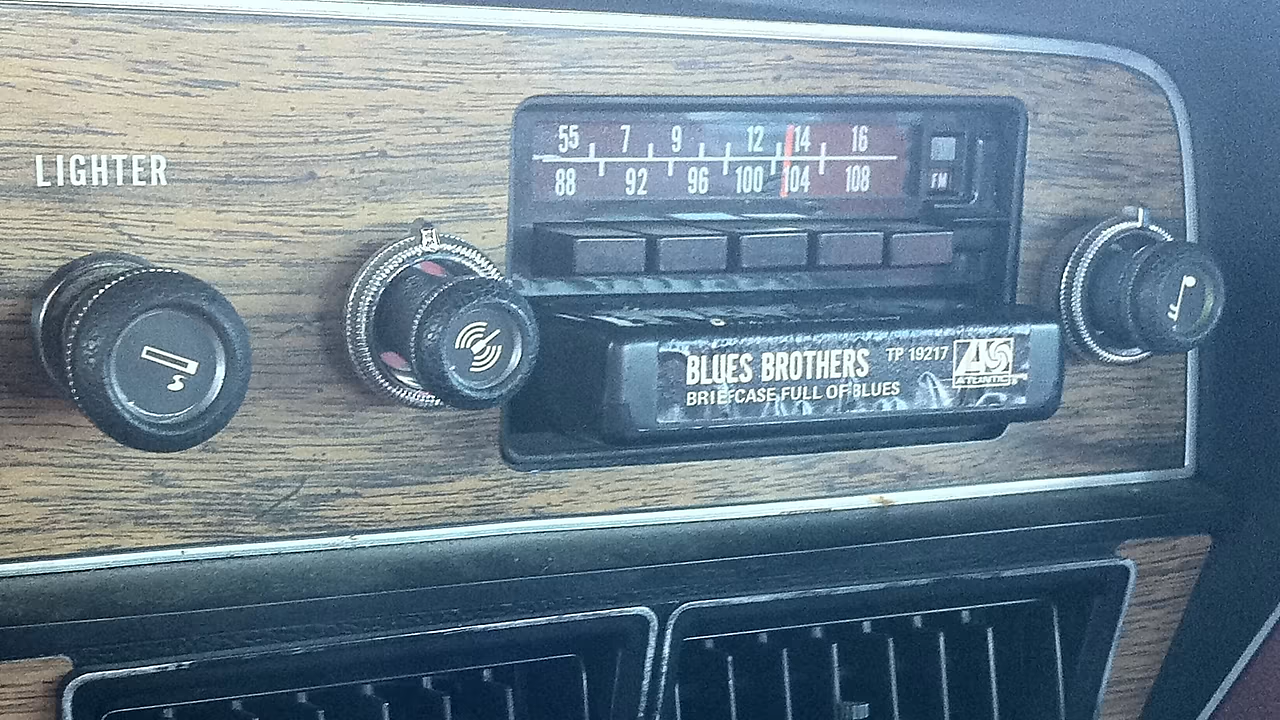 LIGHTER
55 7 9 12 14 16
88 92 96 100 104 108
FM
BLUES BROTHERS TP 19217
BRIEFCASE FULL OF BLUES
ATLANTIC